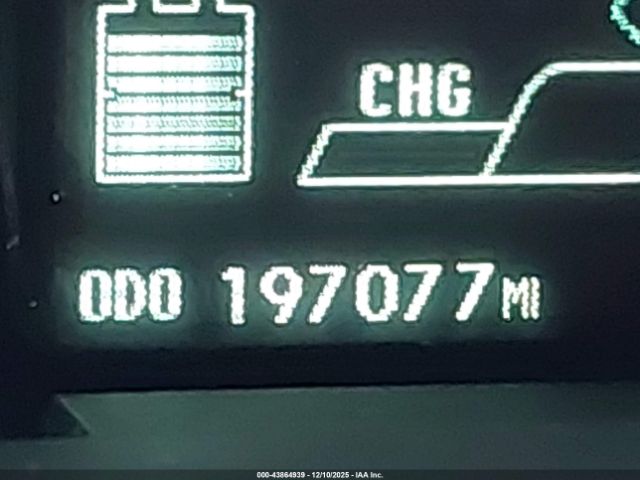 CHG
ODO 197077 MI
000-43864939 - 12/10/2025 - IAA Inc.